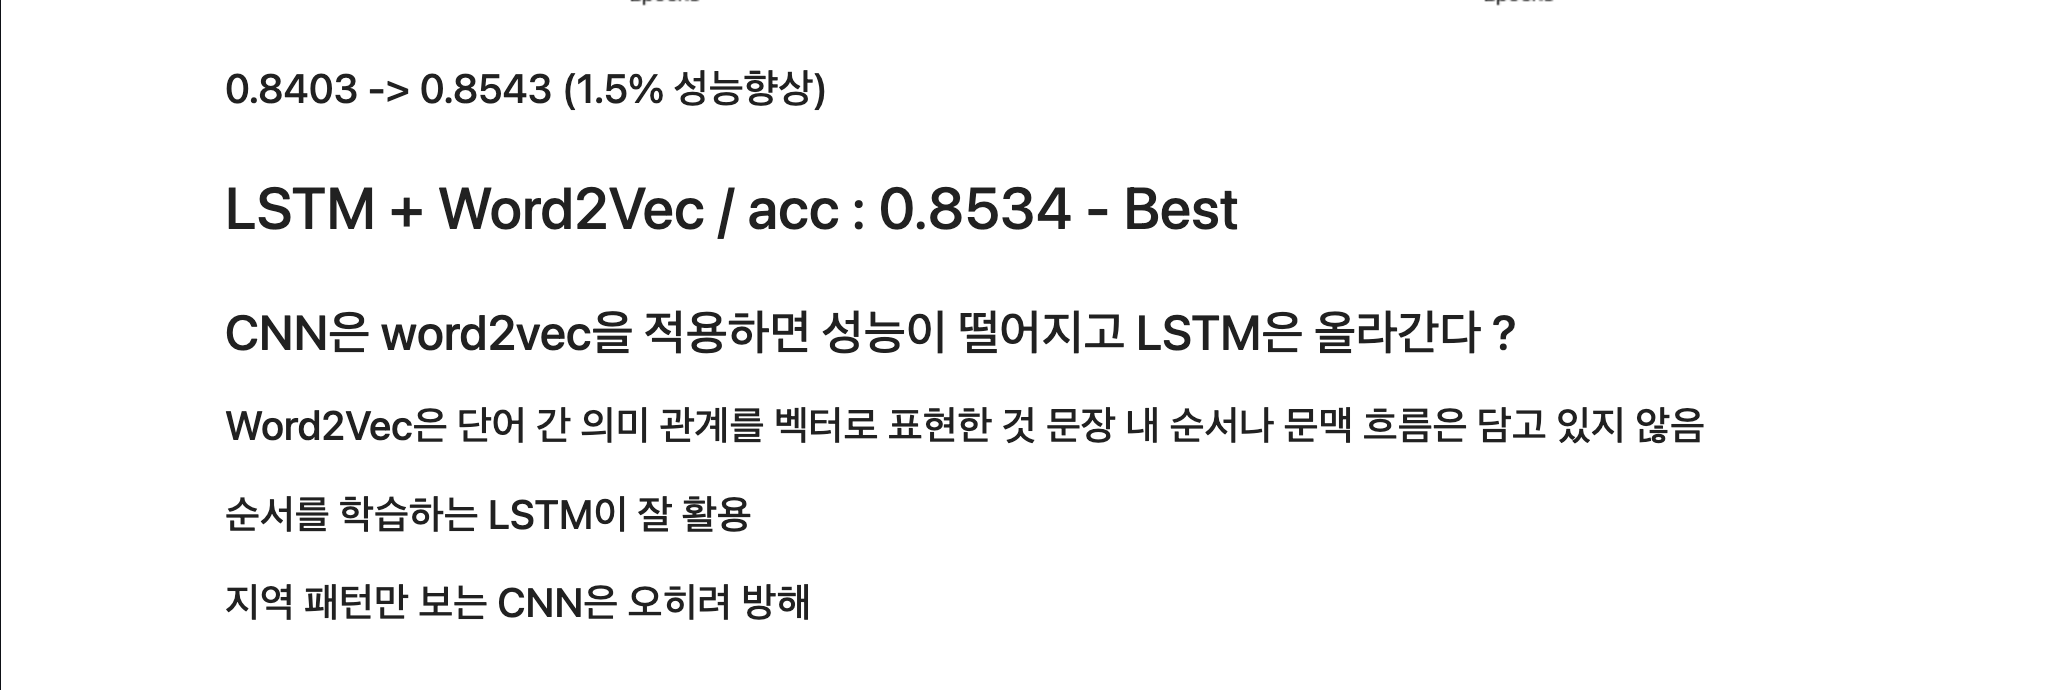 0.8403 -> 0.8543 (1.5% 성능향상)
LSTM + Word2Vec / acc : 0.8534 - Best
CNN은 word2vec을 적용하면 성능이 떨어지고 LSTM은 올라간다 ?
Word2Vec은 단어 간 의미 관계를 벡터로 표현한 것 문장 내 순서나 문맥 흐름은 담고 있지 않음
순서를 학습하는 LSTM이 잘 활용
지역 패턴만 보는 CNN은 오히려 방해